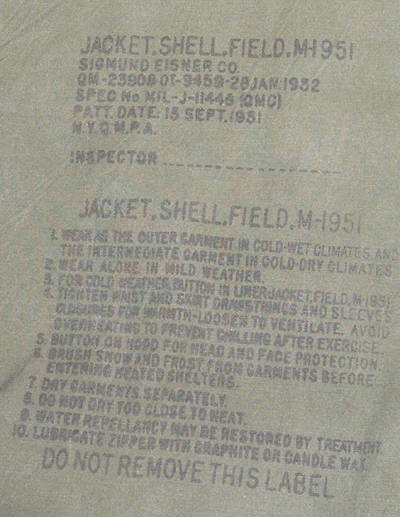 JACKET, SHELL, FIELD, M-1951
SIGMUND EISNER CO.
QM-23908 OI-9459-28 JAN. 1952
SPEC No MIL-J-11448 (QMC)
PATT. DATE: 15 SEPT. 1951
N.Y.Q.M.P.A.
INSPECTOR
JACKET, SHELL, FIELD, M-1951
1. WEAR AS THE OUTER GARMENT IN COLD-WET CLIMATES AND
THE INTERMEDIATE GARMENT IN COLD-DRY CLIMATES
2. WEAR ALONE IN MILD WEATHER.
3. FOR COLD WEATHER, BUTTON IN LINER-JACKET, FIELD, M-1951
4. TIGHTEN WAIST AND SKIRT DRAWSTRINGS AND SLEEVES
CLOSURES FOR WARMTH-LOOSEN TO VENTILATE. AVOID
OVERHEATING TO PREVENT CHILLING AFTER EXERCISE
5. BUTTON ON HOOD FOR HEAD AND FACE PROTECTION
6. BRUSH SNOW AND FROST FROM GARMENTS BEFORE
ENTERING HEATED SHELTERS.
7. DRY GARMENTS SEPARATELY.
8. DO NOT DRY TOO CLOSE TO HEAT.
9. WATER REPELLANCY MAY BE RESTORED BY TREATMENT.
10. LUBRICATE ZIPPER WITH GRAPHITE OR CANDLE WAX.
DO NOT REMOVE THIS LABEL